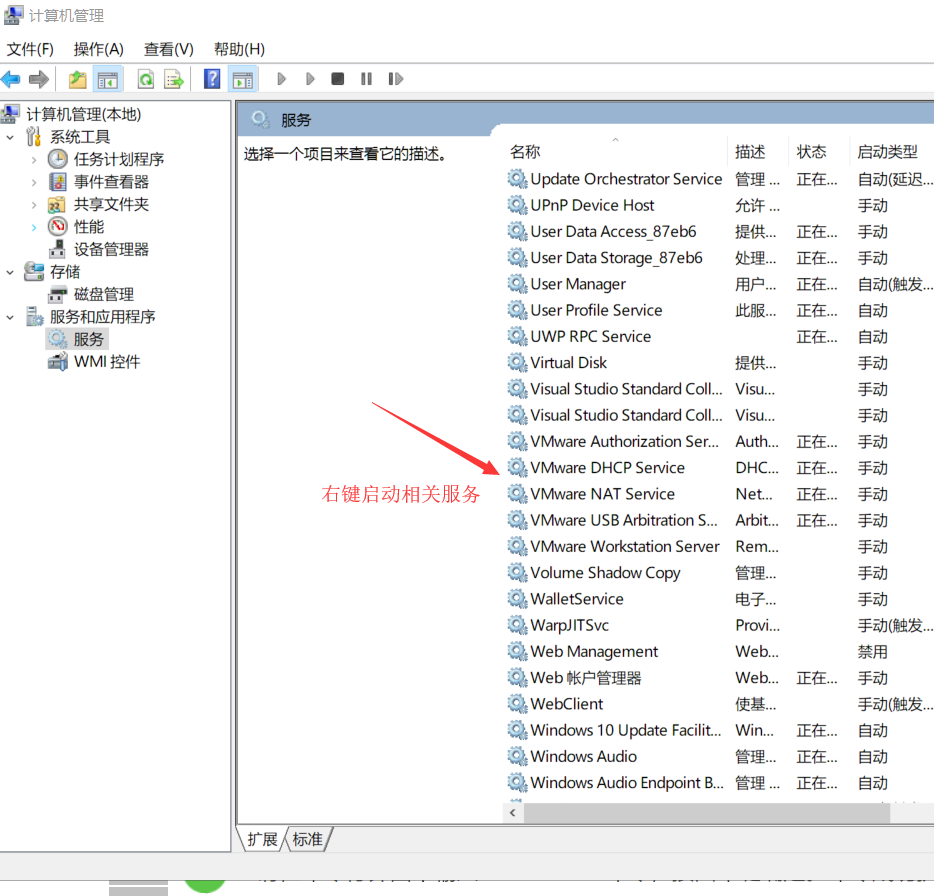 计算机管理
文件(F) 操作(A) 查看(V) 帮助(H)
计算机管理(本地)
系统工具
任务计划程序
事件查看器
共享文件夹
性能
设备管理器
存储
磁盘管理
服务和应用程序
服务
WMI 控件
服务
选择一个项目来查看它的描述。
右键启动相关服务
名称 描述 状态 启动类型
Update Orchestrator Service 管理 ... 正在... 自动(延迟...
UPnP Device Host 允许 ... 手动
User Data Access_87eb6 提供... 正在... 手动
User Data Storage_87eb6 处理... 正在... 手动
User Manager 用户... 正在... 自动(触发...
User Profile Service 此服... 正在... 自动
UWP RPC Service 正在... 自动
Virtual Disk 提供... 手动
Visual Studio Standard Coll... Visu... 手动
Visual Studio Standard Coll... Visu... 手动
VMware Authorization Ser... Auth... 正在... 手动
VMware DHCP Service DHC... 正在... 手动
VMware NAT Service Net... 正在... 手动
VMware USB Arbitration S... Arbit... 正在... 手动
VMware Workstation Server Rem... 手动
Volume Shadow Copy 管理... 手动
WalletService 电子... 手动
WarpJITSvc Provi... 手动(触发...
Web Management Web... 禁用
Web 帐户管理器 Web... 正在... 手动
WebClient 使基... 手动(触发...
Windows 10 Update Facilit... Win... 正在... 自动
Windows Audio 管理... 正在... 自动
Windows Audio Endpoint B... 管理 ... 正在... 自动
扩展 标准